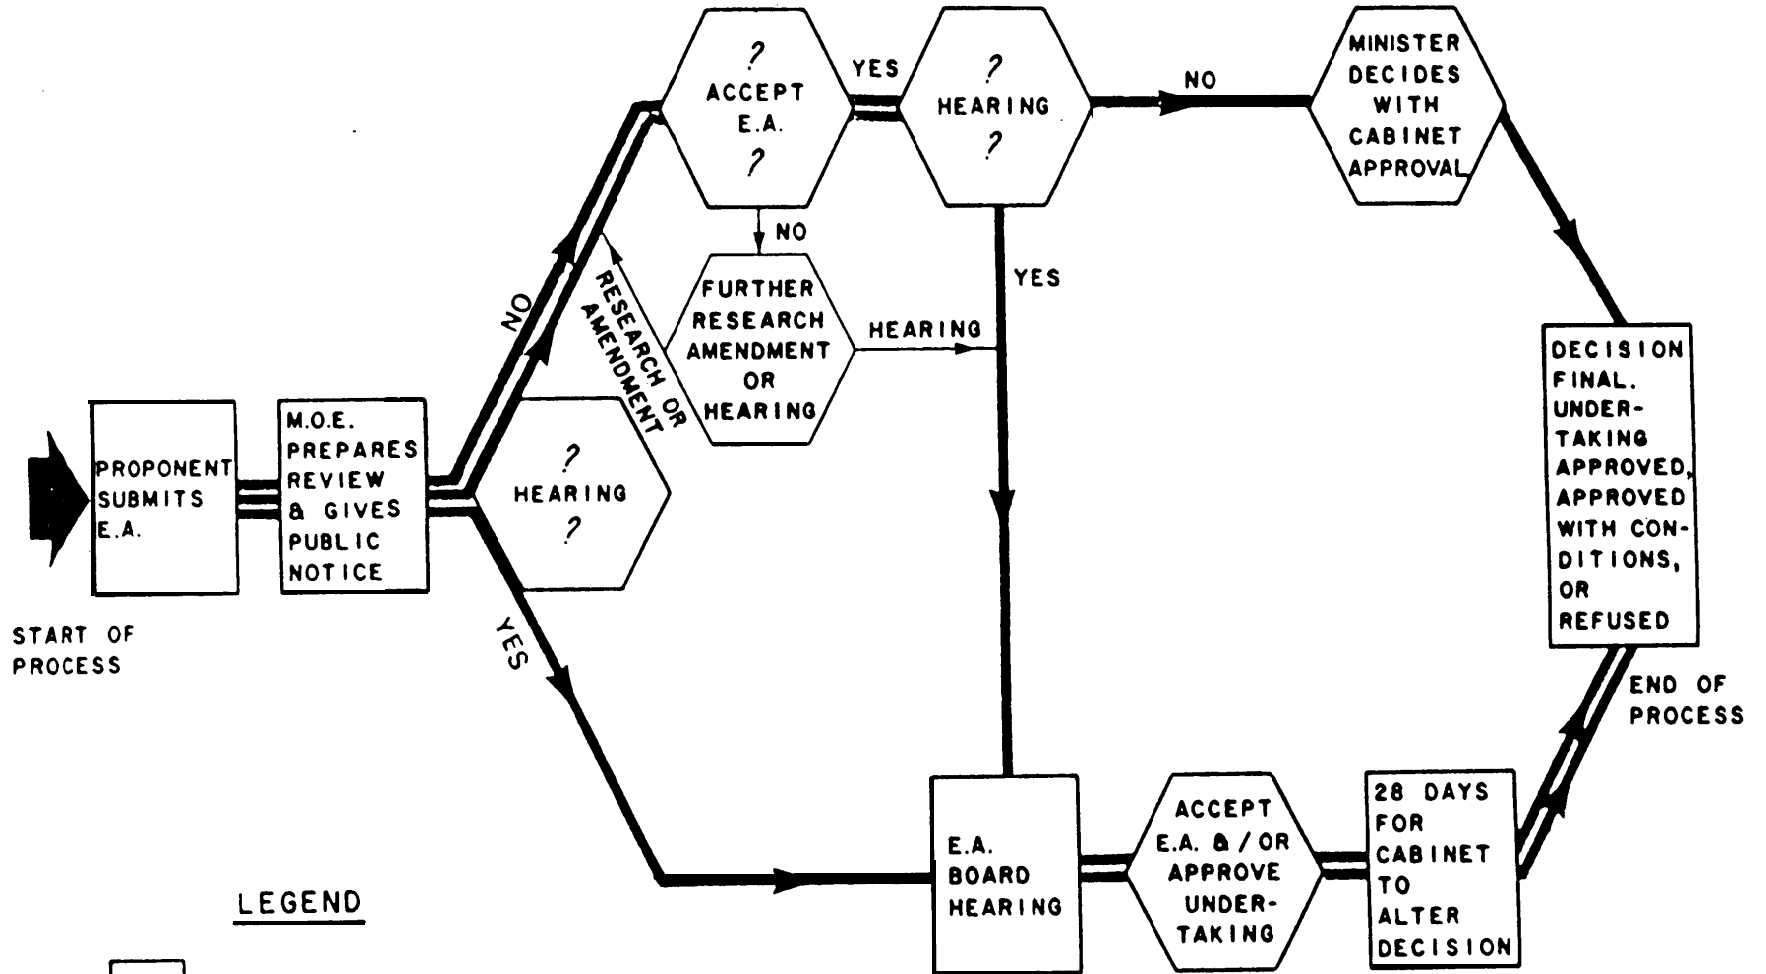 START OF
PROCESS
PROPONENT
SUBMITS
E.A.
M.O.E.
PREPARES
REVIEW
& GIVES
PUBLIC
NOTICE
?
HEARING
?
NO
YES
?
ACCEPT
E.A.
?
YES
NO
FURTHER
RESEARCH
AMENDMENT
OR
HEARING
RESEARCH OR
AMENDMENT
HEARING
?
HEARING
?
NO
YES
MINISTER
DECIDES
WITH
CABINET
APPROVAL
E.A.
BOARD
HEARING
ACCEPT
E.A. & / OR
APPROVE
UNDER-
TAKING
28 DAYS
FOR
CABINET
TO
ALTER
DECISION
DECISION
FINAL.
UNDER-
TAKING
APPROVED,
APPROVED
WITH CON-
DITIONS,
OR
REFUSED
END OF
PROCESS
LEGEND